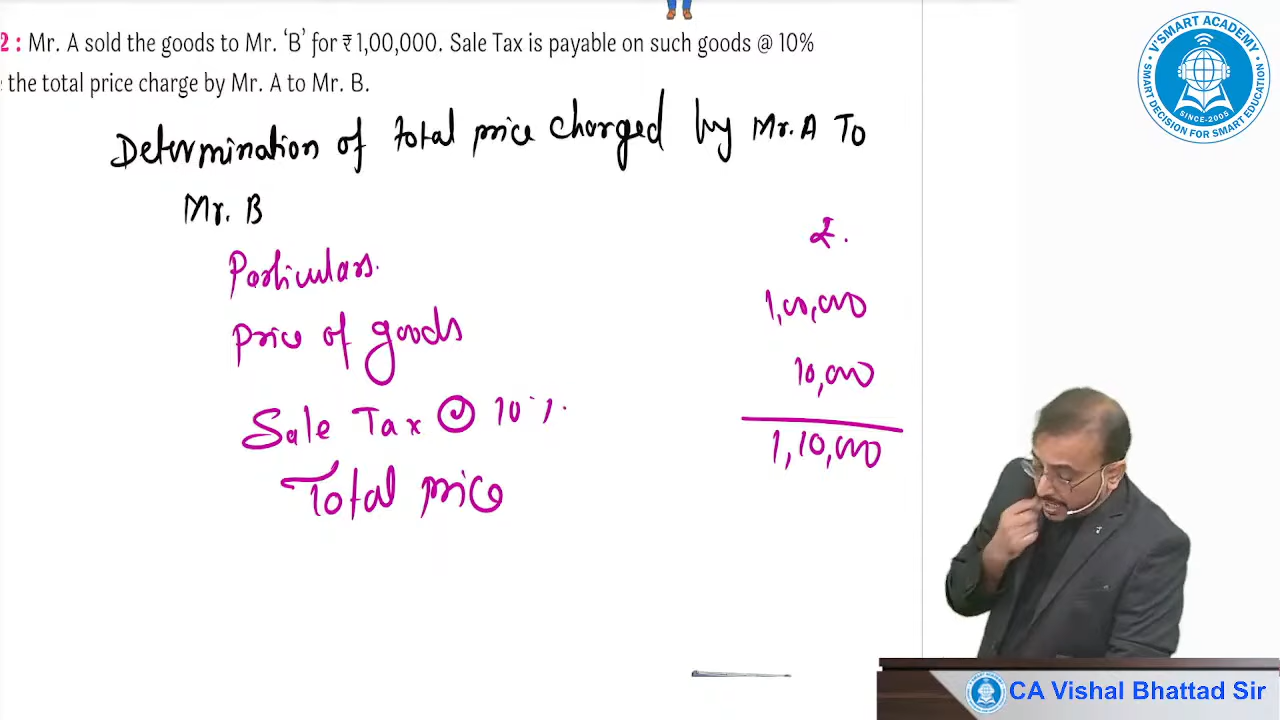 2 : Mr. A sold the goods to Mr. ‘B’ for ₹ 1,00,000. Sale Tax is payable on such goods @ 10%
the total price charge by Mr. A to Mr. B.
Determination of total price charged by Mr. A To
Mr. B
Particulars. ₹.
Price of goods 1,00,000
Sale Tax @ 10% 10,000
Total price 1,10,000
V'SMART ACADEMY
SMART DECISION FOR SMART EDUCATION
SINCE-2005
CA Vishal Bhattad Sir